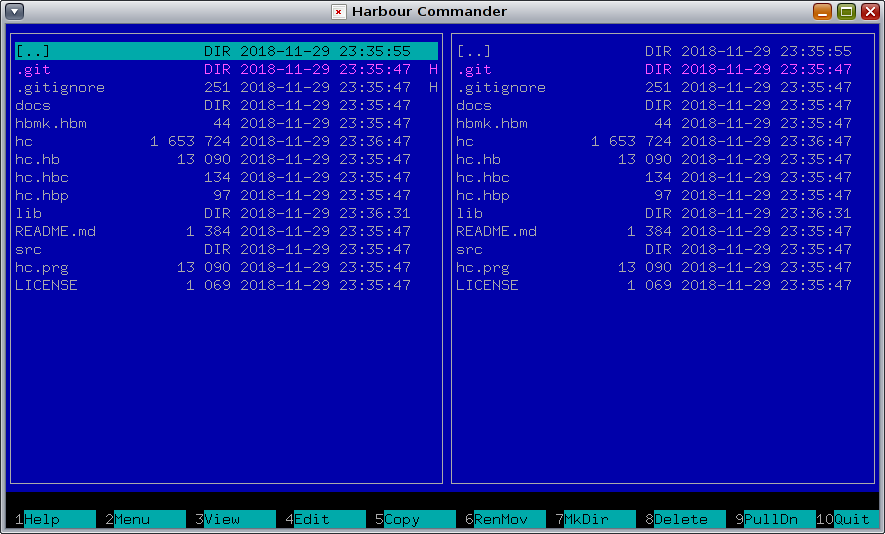 Harbour Commander
[..] DIR 2018-11-29 23:35:55
.git DIR 2018-11-29 23:35:47 H
.gitignore 251 2018-11-29 23:35:47 H
docs DIR 2018-11-29 23:35:47
hbmk.hbm 44 2018-11-29 23:35:47
hc 1 653 724 2018-11-29 23:36:47
hc.hb 13 090 2018-11-29 23:35:47
hc.hbc 134 2018-11-29 23:35:47
hc.hbp 97 2018-11-29 23:35:47
lib DIR 2018-11-29 23:36:31
README.md 1 384 2018-11-29 23:35:47
src DIR 2018-11-29 23:35:47
hc.prg 13 090 2018-11-29 23:35:47
LICENSE 1 069 2018-11-29 23:35:47
[..] DIR 2018-11-29 23:35:55
.git DIR 2018-11-29 23:35:47
.gitignore 251 2018-11-29 23:35:47
docs DIR 2018-11-29 23:35:47
hbmk.hbm 44 2018-11-29 23:35:47
hc 1 653 724 2018-11-29 23:36:47
hc.hb 13 090 2018-11-29 23:35:47
hc.hbc 134 2018-11-29 23:35:47
hc.hbp 97 2018-11-29 23:35:47
lib DIR 2018-11-29 23:36:31
README.md 1 384 2018-11-29 23:35:47
src DIR 2018-11-29 23:35:47
hc.prg 13 090 2018-11-29 23:35:47
LICENSE 1 069 2018-11-29 23:35:47
1Help 2Menu 3View 4Edit 5Copy 6RenMov 7MkDir 8Delete 9PullDn 10Quit